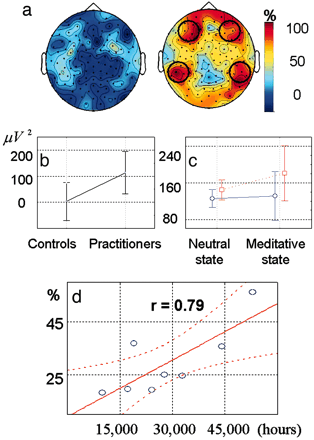 a
%
100
50
0
μV²
b
200
100
0
Controls Practitioners
c
240
160
80
Neutral state
Meditative state
d
r = 0.79
%
45
25
15,000 30,000 45,000 (hours)